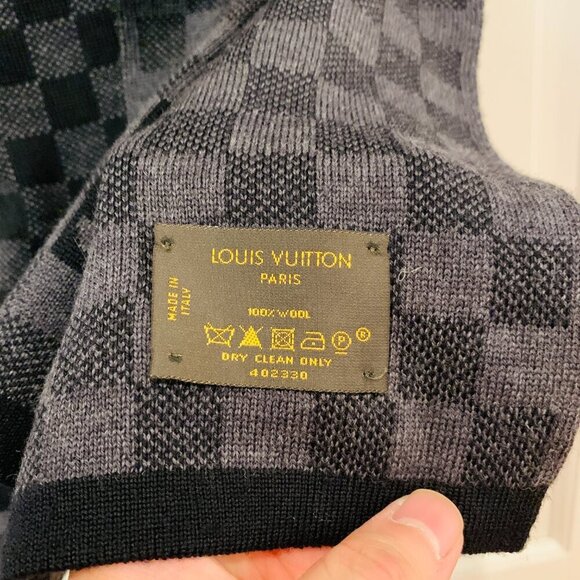 LOUIS VUITTON
PARIS
MADE IN
ITALY
100% WOOL
P ®
DRY CLEAN ONLY
402330